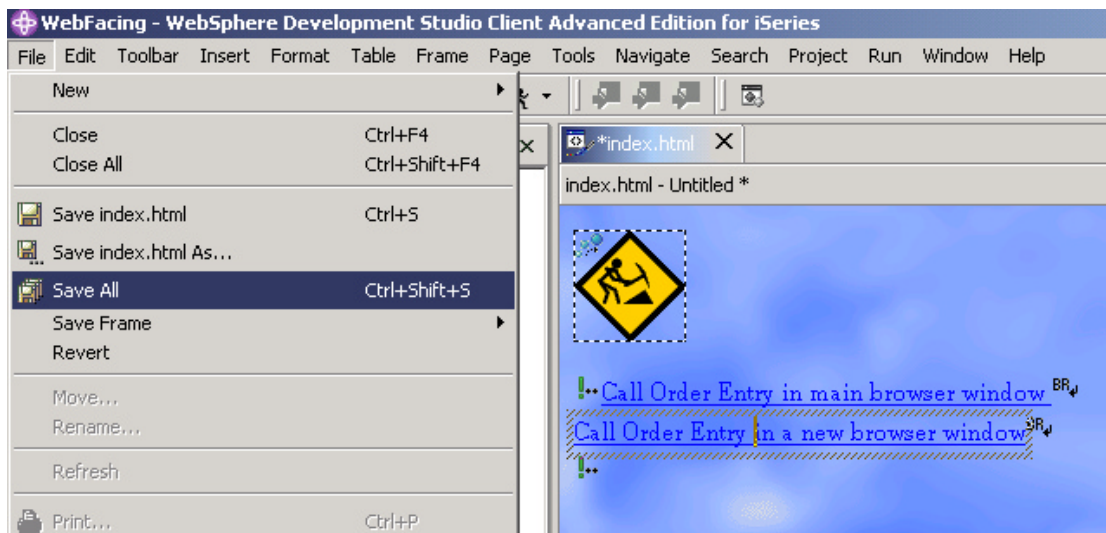 WebFacing - WebSphere Development Studio Client Advanced Edition for iSeries
File Edit Toolbar Insert Format Table Frame Page Tools Navigate Search Project Run Window Help
New
Close Ctrl+F4
Close All Ctrl+Shift+F4
Save index.html Ctrl+S
Save index.html As...
Save All Ctrl+Shift+S
Save Frame
Revert
Move...
Rename...
Refresh
Print... Ctrl+P
*index.html
index.html - Untitled *
Call Order Entry in main browser window BR
Call Order Entry in a new browser window BR